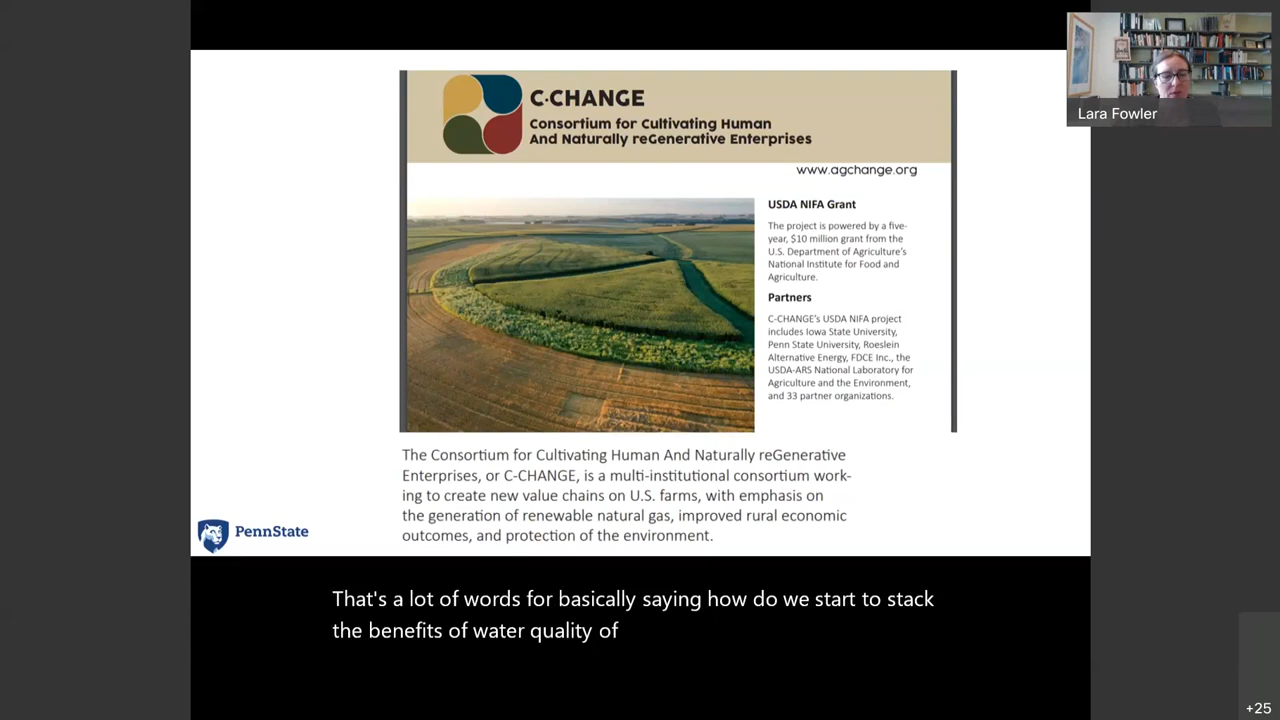 C·CHANGE
Consortium for Cultivating Human
And Naturally reGenerative Enterprises
www.agchange.org
USDA NIFA Grant
The project is powered by a five-
year, $10 million grant from the
U.S. Department of Agriculture's
National Institute for Food and
Agriculture.
Partners
C-CHANGE's USDA NIFA project
includes Iowa State University,
Penn State University, Roeslein
Alternative Energy, FDCE Inc., the
USDA-ARS National Laboratory for
Agriculture and the Environment,
and 33 partner organizations.
The Consortium for Cultivating Human And Naturally reGenerative
Enterprises, or C-CHANGE, is a multi-institutional consortium work-
ing to create new value chains on U.S. farms, with emphasis on
the generation of renewable natural gas, improved rural economic
outcomes, and protection of the environment.
PennState
Lara Fowler
That's a lot of words for basically saying how do we start to stack
the benefits of water quality of
+25